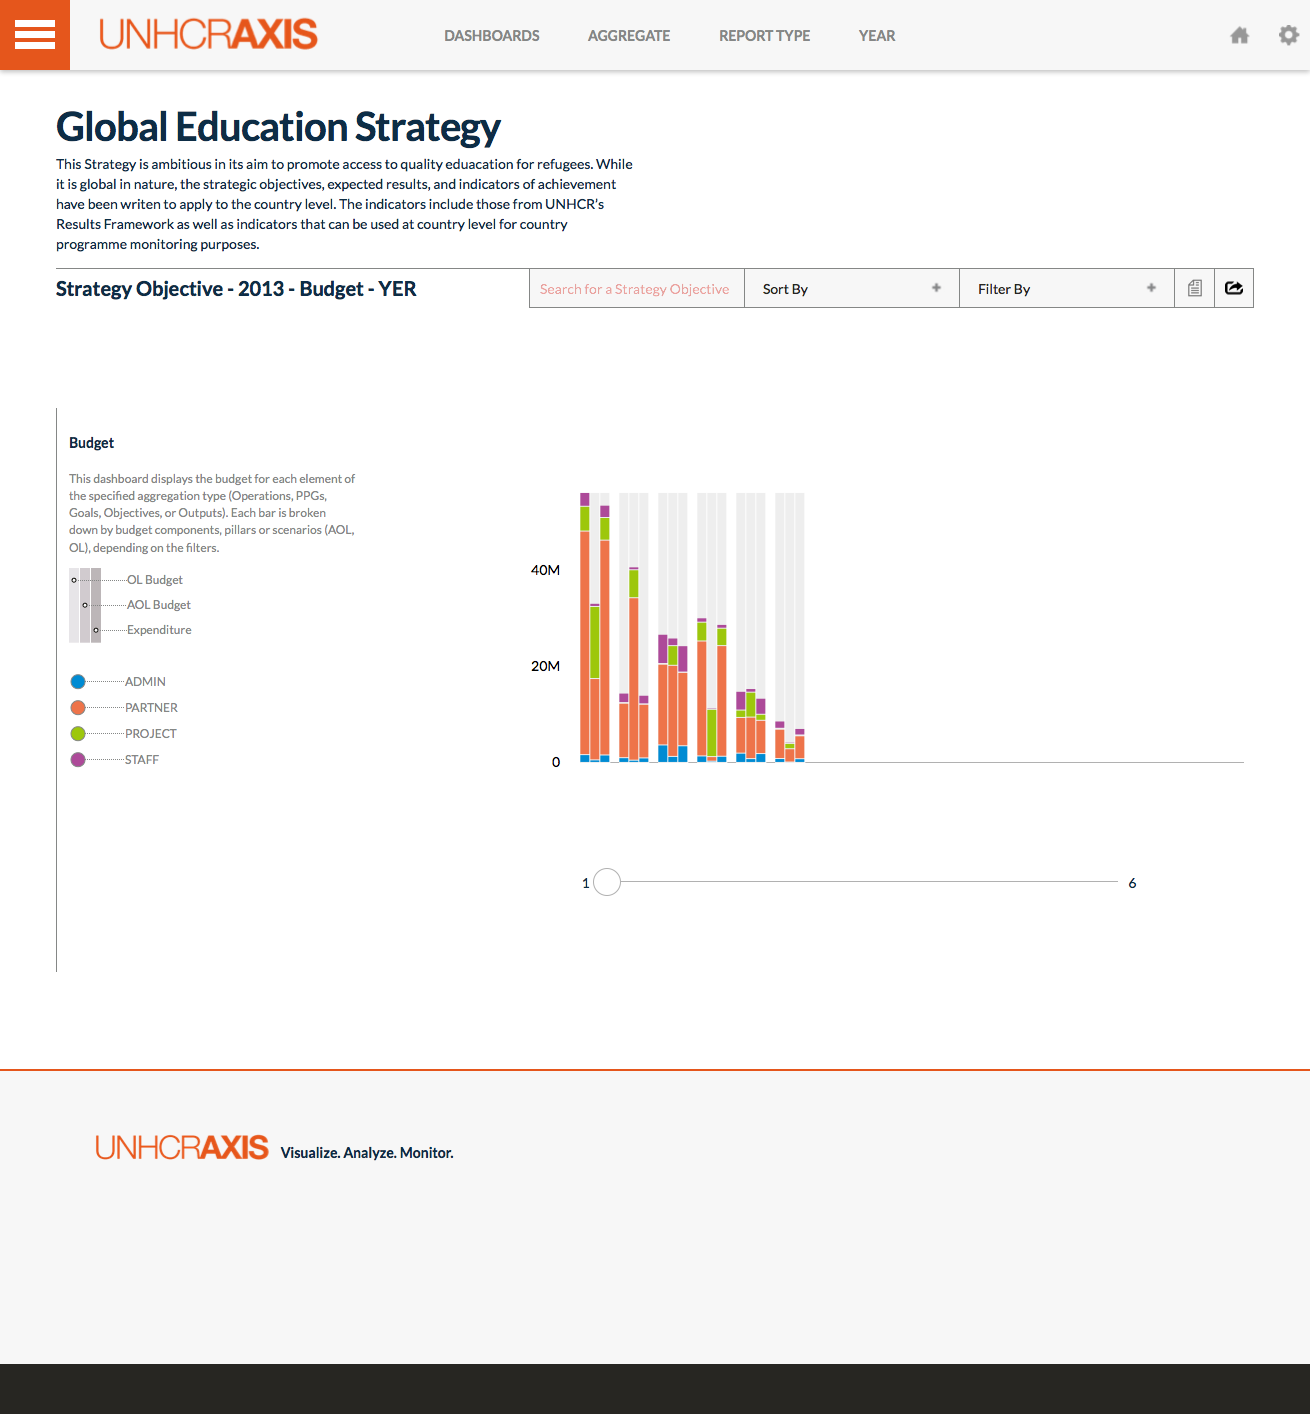 UNHCRAXIS
DASHBOARDS
AGGREGATE
REPORT TYPE
YEAR
Global Education Strategy
This Strategy is ambitious in its aim to promote access to quality eduacation for refugees. While
it is global in nature, the strategic objectives, expected results, and indicators of achievement
have been writen to apply to the country level. The indicators include those from UNHCR's
Results Framework as well as indicators that can be used at country level for country
programme monitoring purposes.
Strategy Objective - 2013 - Budget - YER
Search for a Strategy Objective
Sort By
Filter By
Budget
This dashboard displays the budget for each element of
the specified aggregation type (Operations, PPGs,
Goals, Objectives, or Outputs). Each bar is broken
down by budget components, pillars or scenarios (AOL,
OL), depending on the filters.
OL Budget
AOL Budget
Expenditure
ADMIN
PARTNER
PROJECT
STAFF
40M
20M
0
1
6
UNHCRAXIS
Visualize. Analyze. Monitor.